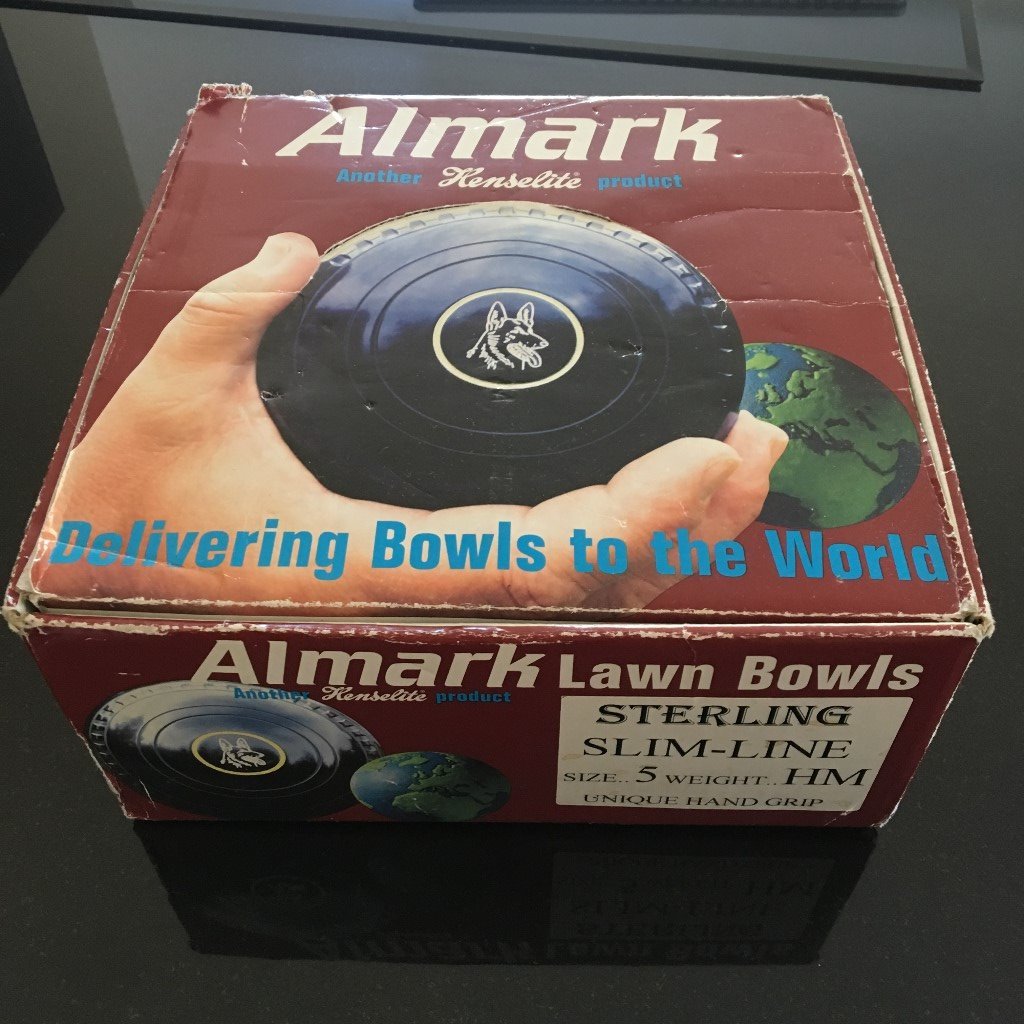 Almark
Another Henselite® product
Delivering Bowls to the World
Almark Lawn Bowls
Another Henselite® product
STERLING
SLIM-LINE
SIZE.. 5 WEIGHT.. HM
UNIQUE HAND GRIP